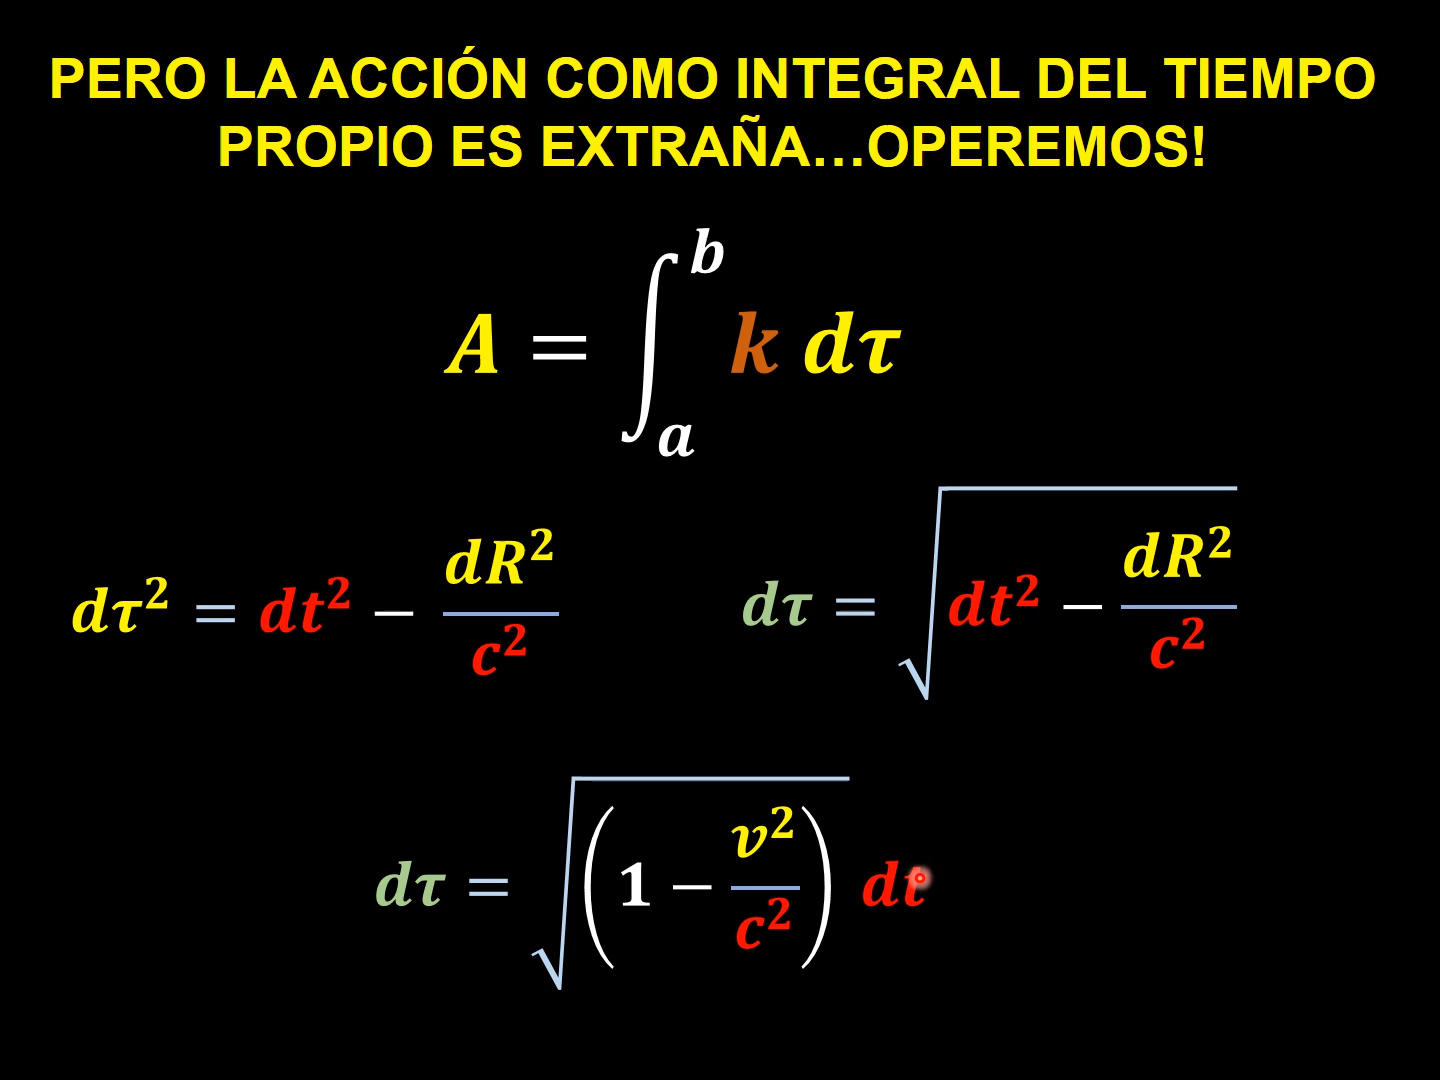 PERO LA ACCIÓN COMO INTEGRAL DEL TIEMPO
PROPIO ES EXTRAÑA…OPEREMOS!
A = ∫ₐᵇ k dτ
dτ² = dt² − dR²/c²
dτ = √(dt² − dR²/c²)
dτ = √(1 − v²/c²) dt